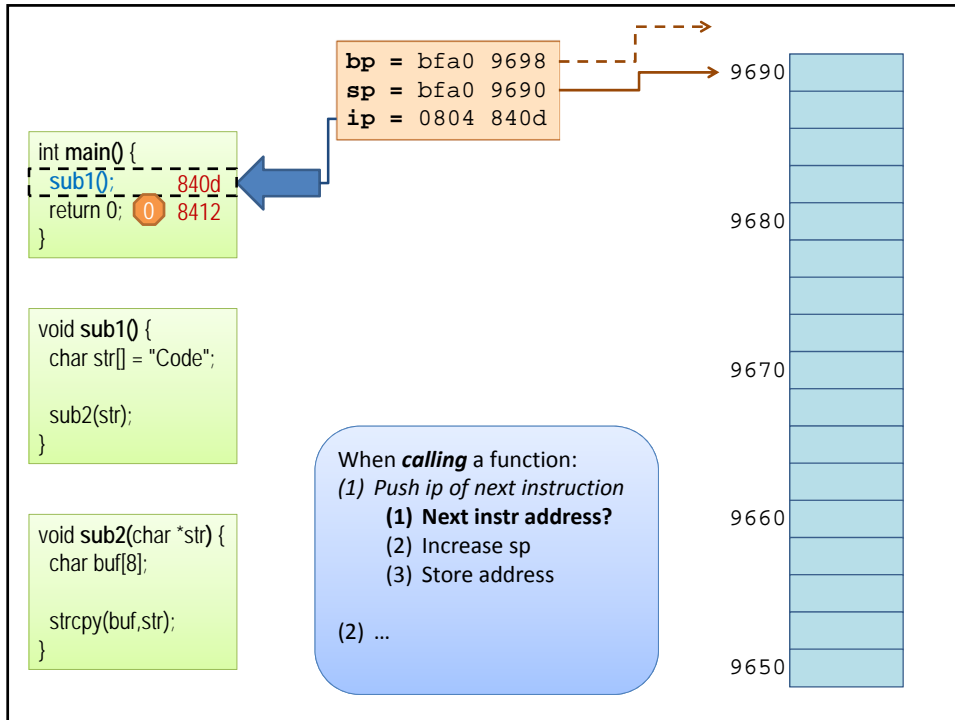 bp = bfa0 9698
sp = bfa0 9690
ip = 0804 840d
int main() {
sub1(); 840d
return 0; 0 8412
}
void sub1() {
char str[] = "Code";
sub2(str);
}
void sub2(char *str) {
char buf[8];
strcpy(buf,str);
}
When calling a function:
(1) Push ip of next instruction
(1) Next instr address?
(2) Increase sp
(3) Store address
(2) …
9690
9680
9670
9660
9650